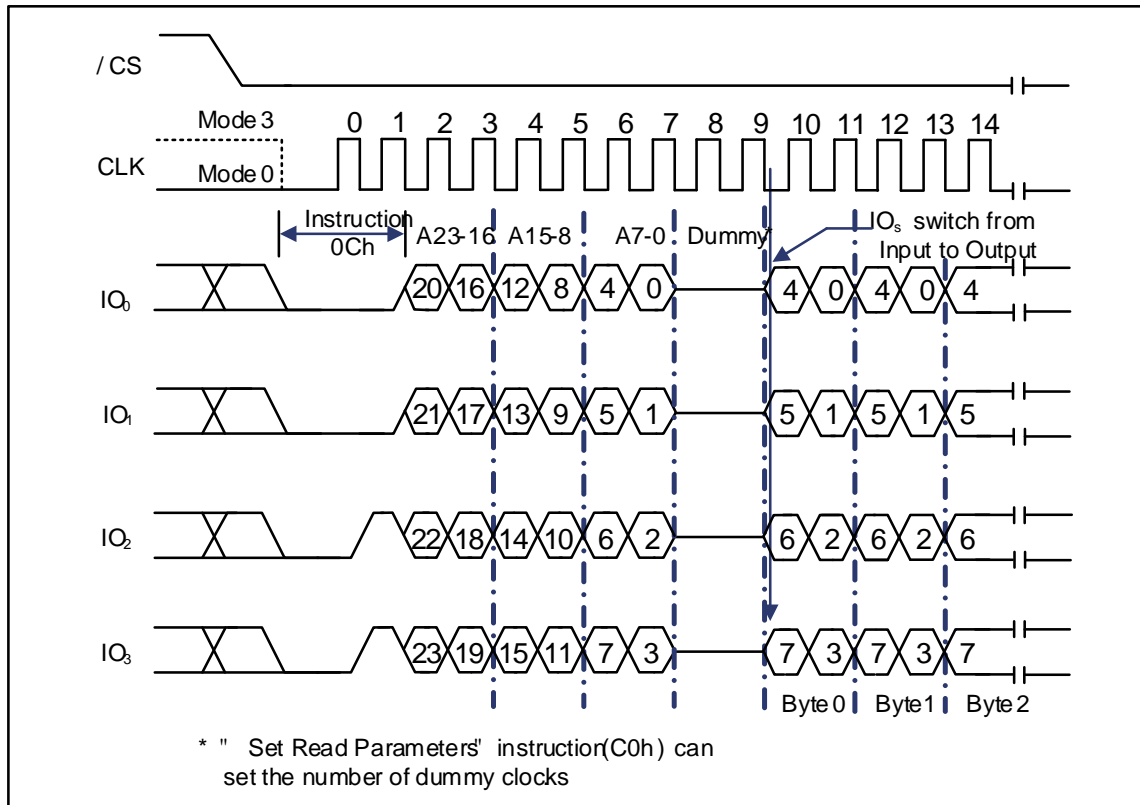 / CS
Mode 3
0 1 2 3 4 5 6 7 8 9 10 11 12 13 14
CLK
Mode 0
Instruction
0Ch
A23-16 A15-8 A7-0 Dummy*
IOs switch from
Input to Output
IO0 20 16 12 8 4 0 4 0 4 0 4
IO1 21 17 13 9 5 1 5 1 5 1 5
IO2 22 18 14 10 6 2 6 2 6 2 6
IO3 23 19 15 11 7 3 7 3 7 3 7
Byte 0 Byte 1 Byte 2
* " Set Read Parameters" instruction(C0h) can
set the number of dummy clocks